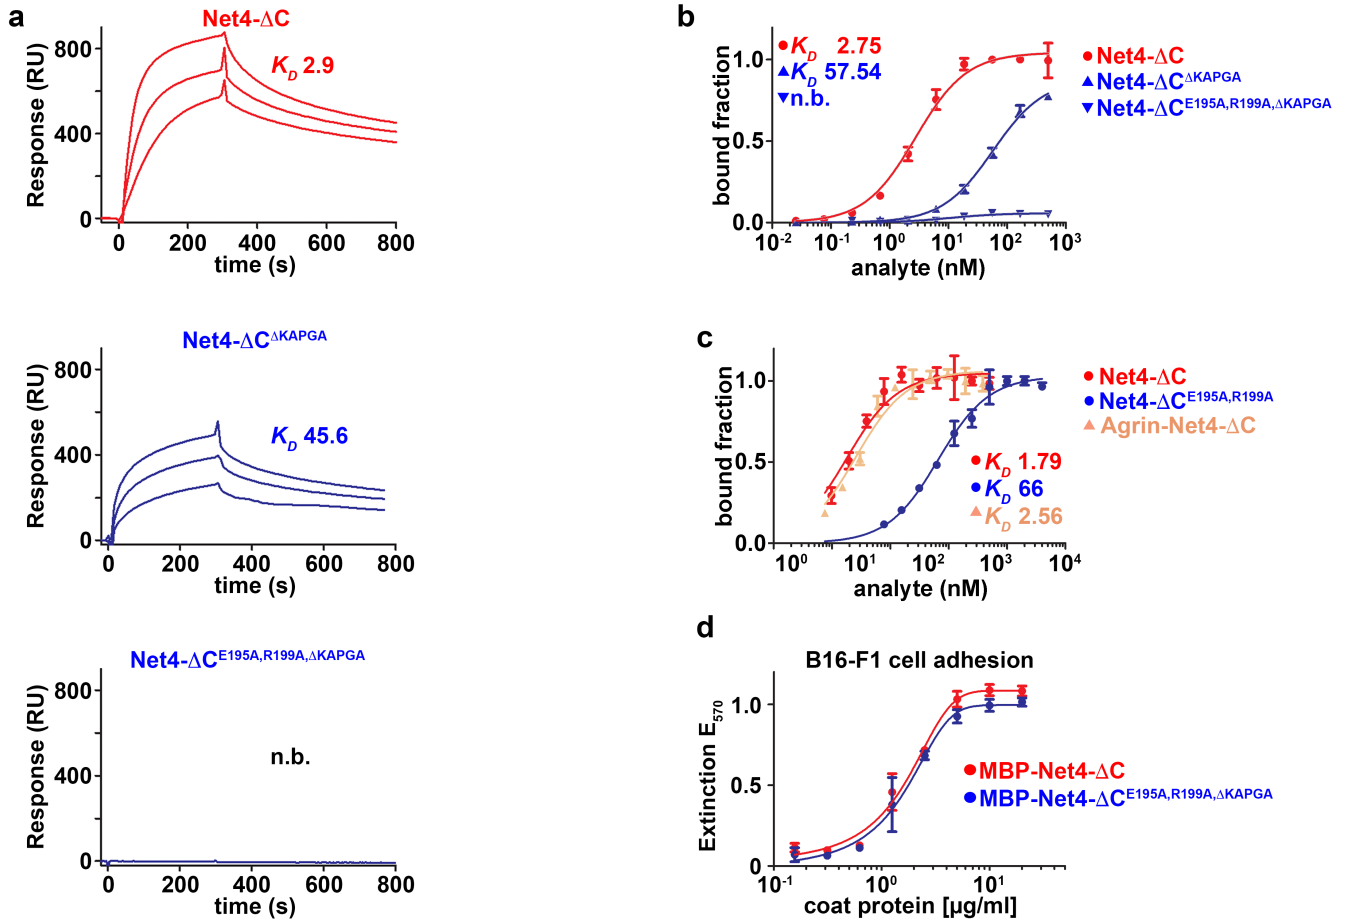 a
Net4-ΔC
Response (RU)
800
400
0
K_D 2.9
0 200 400 600 800
time (s)
Net4-ΔC^ΔKAPGA
Response (RU)
800
400
0
K_D 45.6
0 200 400 600 800
time (s)
Net4-ΔC^E195A,R199A,ΔKAPGA
Response (RU)
800
400
0
n.b.
0 200 400 600 800
time (s)
b
bound fraction
1.0
0.5
0.0
K_D 2.75
K_D 57.54
n.b.
Net4-ΔC
Net4-ΔC^ΔKAPGA
Net4-ΔC^E195A,R199A,ΔKAPGA
10^-2 10^-1 10^0 10^1 10^2 10^3
analyte (nM)
c
bound fraction
1.0
0.5
0.0
Net4-ΔC
Net4-ΔC^E195A,R199A
Agrin-Net4-ΔC
K_D 1.79
K_D 66
K_D 2.56
10^0 10^1 10^2 10^3 10^4
analyte (nM)
d
B16-F1 cell adhesion
Extinction E_570
1.0
0.5
0
MBP-Net4-ΔC
MBP-Net4-ΔC^E195A,R199A,ΔKAPGA
10^-1 10^0 10^1
coat protein [µg/ml]